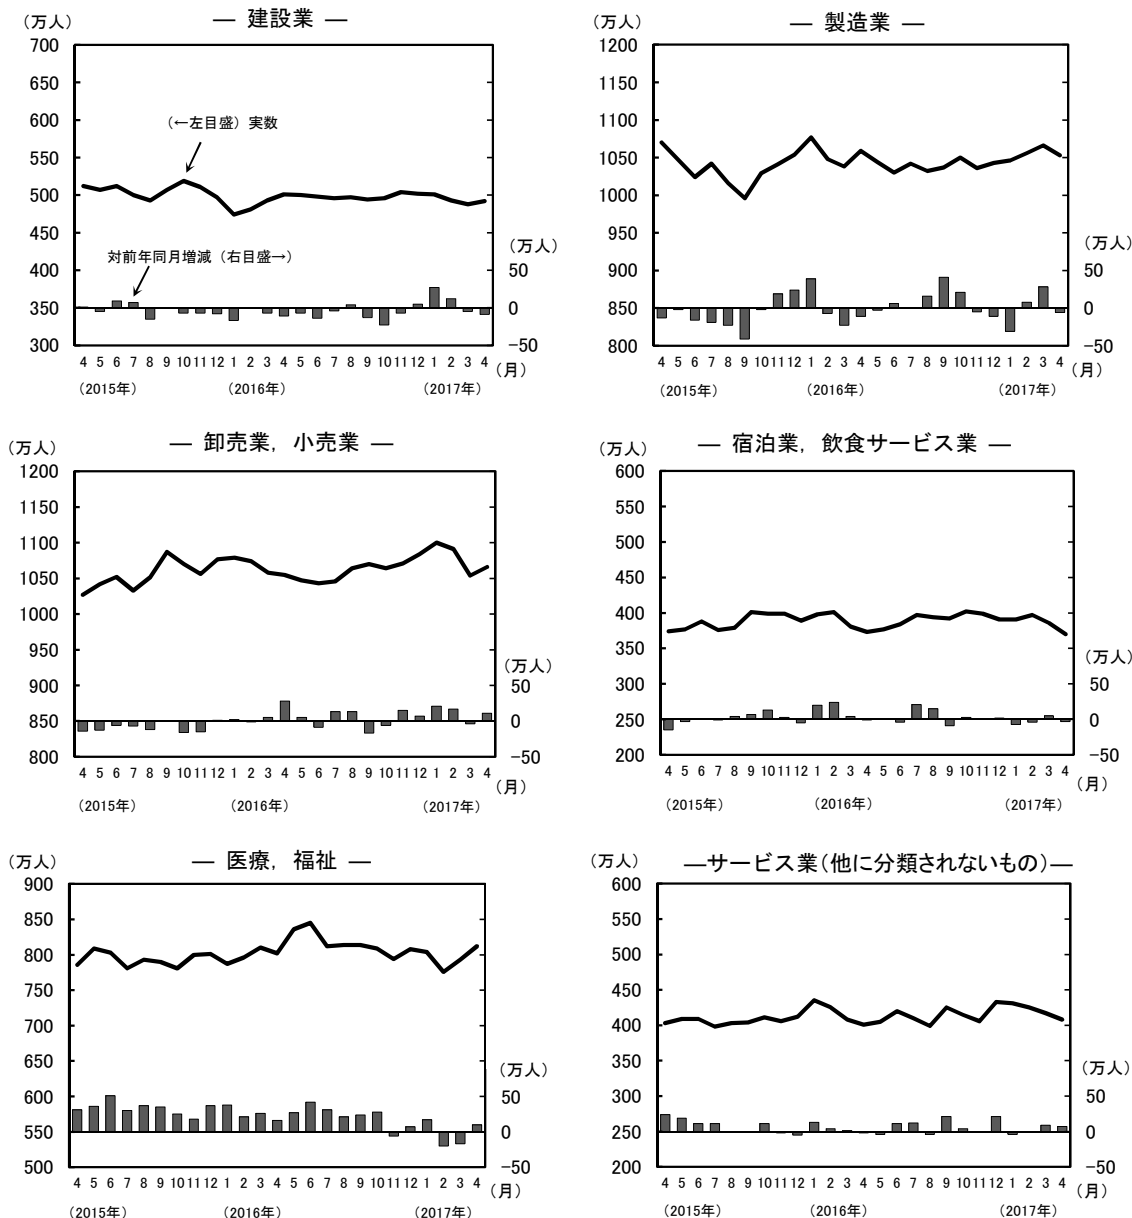 — 建設業 —
(万人)
700
650
600
550
500
450
400
350
300
(←左目盛) 実数
対前年同月増減 (右目盛→)
(万人)
50
0
−50
4 5 6 7 8 9 10 11 12 1 2 3 4 5 6 7 8 9 10 11 12 1 2 3 4
(月)
(2015年) (2016年) (2017年)
— 製造業 —
(万人)
1200
1150
1100
1050
1000
950
900
850
800
(万人)
50
0
−50
4 5 6 7 8 9 10 11 12 1 2 3 4 5 6 7 8 9 10 11 12 1 2 3 4
(月)
(2015年) (2016年) (2017年)
— 卸売業，小売業 —
(万人)
1200
1150
1100
1050
1000
950
900
850
800
(万人)
50
0
−50
4 5 6 7 8 9 10 11 12 1 2 3 4 5 6 7 8 9 10 11 12 1 2 3 4
(月)
(2015年) (2016年) (2017年)
— 宿泊業，飲食サービス業 —
(万人)
600
550
500
450
400
350
300
250
200
(万人)
50
0
−50
4 5 6 7 8 9 10 11 12 1 2 3 4 5 6 7 8 9 10 11 12 1 2 3 4
(月)
(2015年) (2016年) (2017年)
— 医療，福祉 —
(万人)
900
850
800
750
700
650
600
550
500
(万人)
50
0
−50
4 5 6 7 8 9 10 11 12 1 2 3 4 5 6 7 8 9 10 11 12 1 2 3 4
(月)
(2015年) (2016年) (2017年)
—サービス業(他に分類されないもの)—
(万人)
600
550
500
450
400
350
300
250
200
(万人)
50
0
−50
4 5 6 7 8 9 10 11 12 1 2 3 4 5 6 7 8 9 10 11 12 1 2 3 4
(月)
(2015年) (2016年) (2017年)